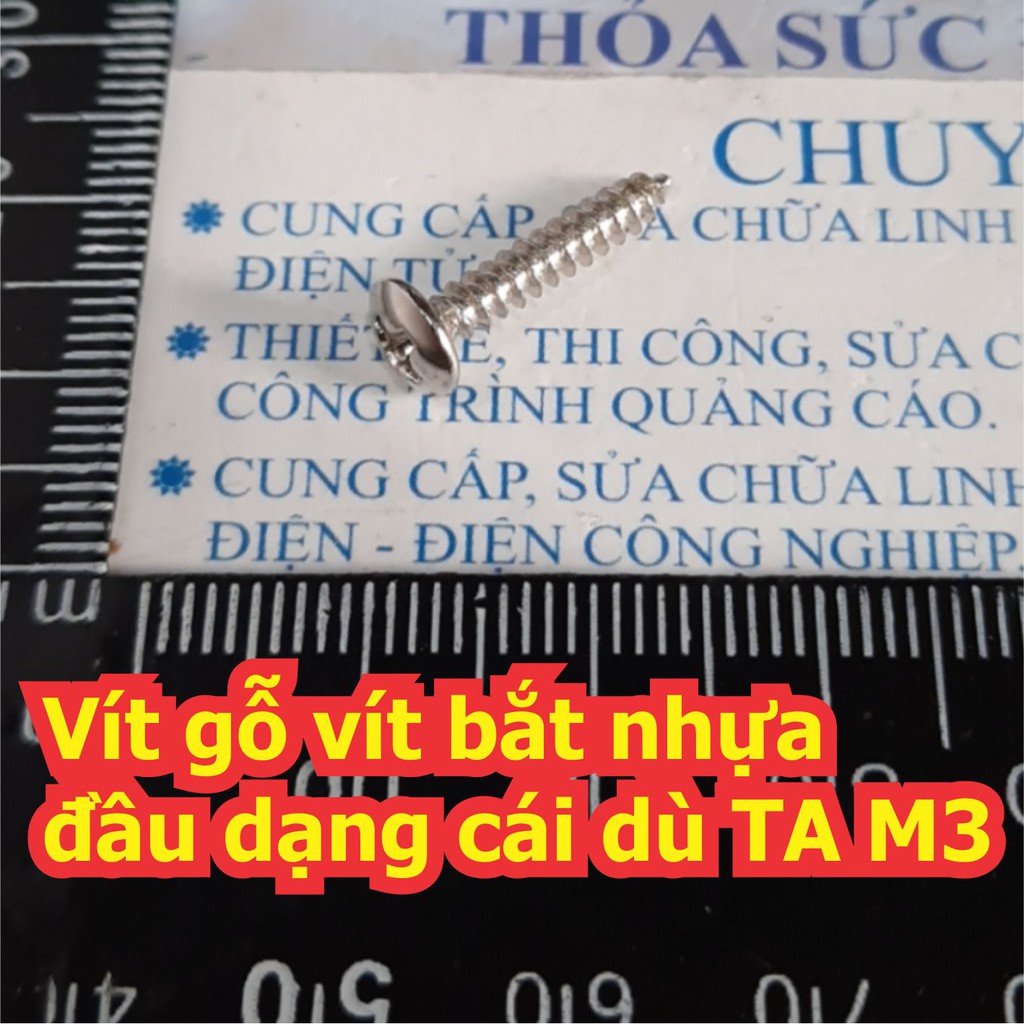 THỎA SỨC
CHUY
CUNG CẤP, CHỮA LINH
ĐIỆN TỬ
THI CÔNG, SỬA C
CÔNG TRÌNH QUẢNG CÁO.
CUNG CẤP, SỬA CHỮA LINH
ĐIỆN - ĐIỆN CÔNG NGHIỆP,
Vít gỗ vít bắt nhựa
đầu dạng cái dù TA M3